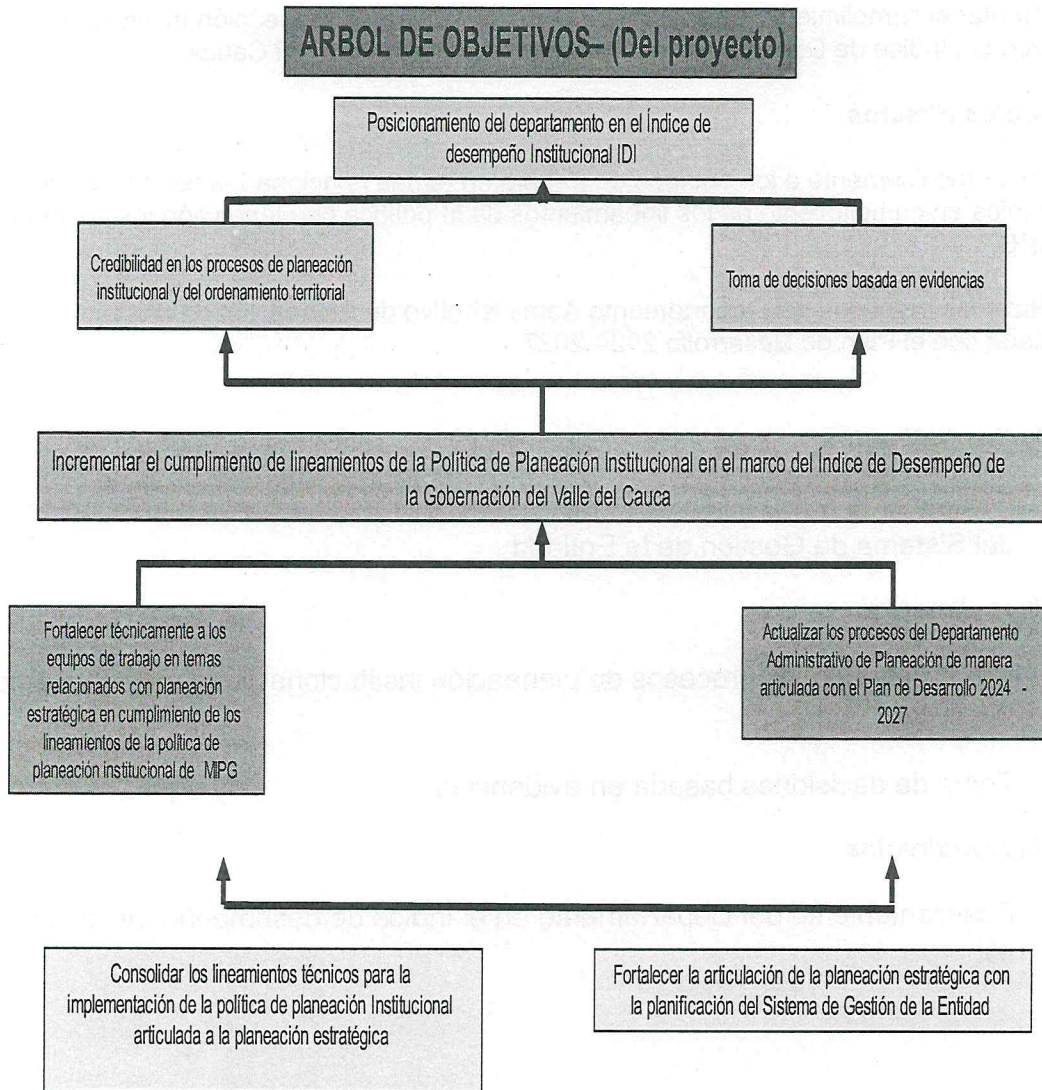 ARBOL DE OBJETIVOS– (Del proyecto)
Posicionamiento del departamento en el Índice de
desempeño Institucional IDI
Credibilidad en los procesos de planeación
institucional y del ordenamiento territorial
Toma de decisiones basada en evidencias
Incrementar el cumplimiento de lineamientos de la Política de Planeación Institucional en el marco del Índice de Desempeño de
la Gobernación del Valle del Cauca
Fortalecer técnicamente a los
equipos de trabajo en temas
relacionados con planeación
estratégica en cumplimiento de los
lineamientos de la política de
planeación institucional de MIPG
Actualizar los procesos del Departamento
Administrativo de Planeación de manera
articulada con el Plan de Desarrollo 2024 -
2027
Consolidar los lineamientos técnicos para la
implementación de la política de planeación Institucional
articulada a la planeación estratégica
Fortalecer la articulación de la planeación estratégica con
la planificación del Sistema de Gestión de la Entidad